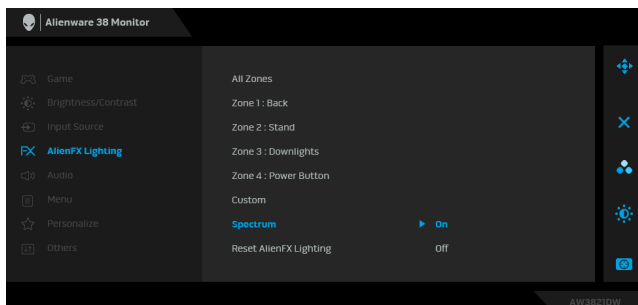 Alienware 38 Monitor
Game
Brightness/Contrast
Input Source
FX AlienFX Lighting
Audio
Menu
Personalize
Others
All Zones
Zone 1 : Back
Zone 2 : Stand
Zone 3 : Downlights
Zone 4 : Power Button
Custom
Spectrum On
Reset AlienFX Lighting Off
AW3821DW